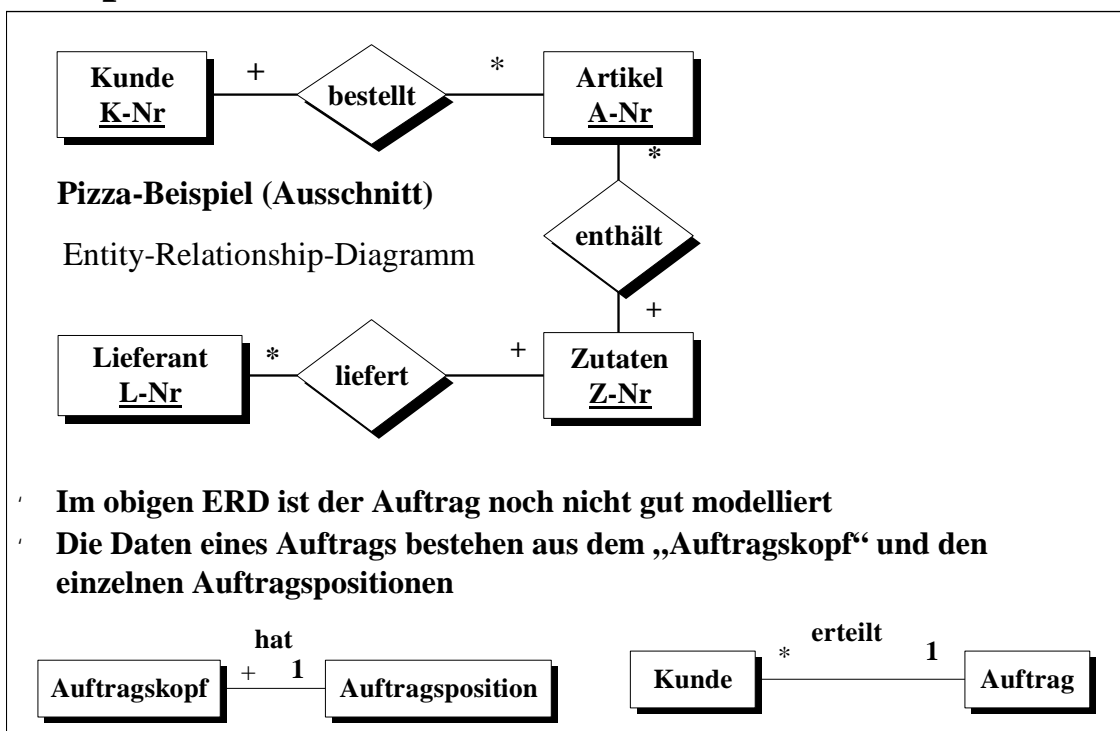 Kunde
K-Nr
+
bestellt
*
Artikel
A-Nr
*
Pizza-Beispiel (Ausschnitt)
enthält
Entity-Relationship-Diagramm
+
Lieferant
L-Nr
*
liefert
+
Zutaten
Z-Nr
Im obigen ERD ist der Auftrag noch nicht gut modelliert
Die Daten eines Auftrags bestehen aus dem „Auftragskopf“ und den
einzelnen Auftragspositionen
hat
Auftragskopf
+
1
Auftragsposition
erteilt
Kunde
*
1
Auftrag